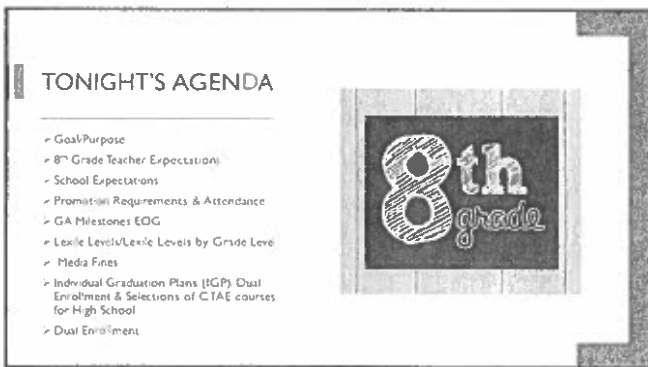 TONIGHT'S AGENDA
➢ Goal/Purpose
➢ 8th Grade Teacher Expectations
➢ School Expectations
➢ Promotion Requirements & Attendance
➢ GA Milestones EOG
➢ Lexile Levels/Lexile Levels by Grade Level
➢ Media Fines
➢ Individual Graduation Plans (IGP) Dual
Enrollment & Selections of CTAE courses
for High School
➢ Dual Enrollment
8th
grade